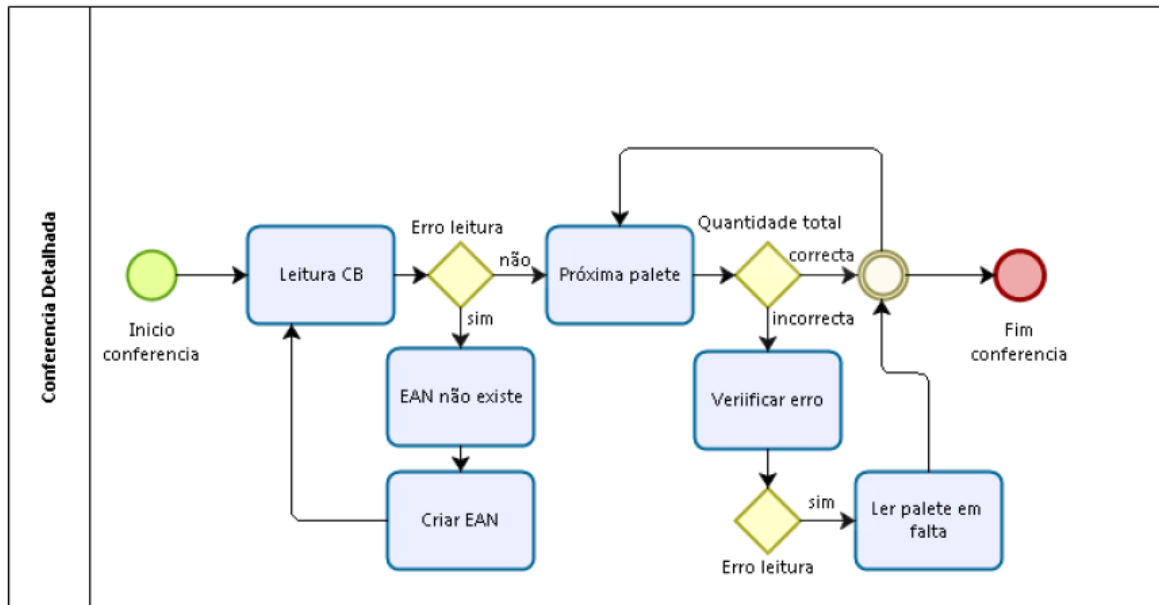 Conferencia Detalhada
Inicio
conferencia
Leitura CB
Erro leitura
não
sim
EAN não existe
Criar EAN
Próxima palete
Quantidade total
correcta
incorrecta
Veriificar erro
Erro leitura
sim
Ler palete em
falta
Fim
conferencia